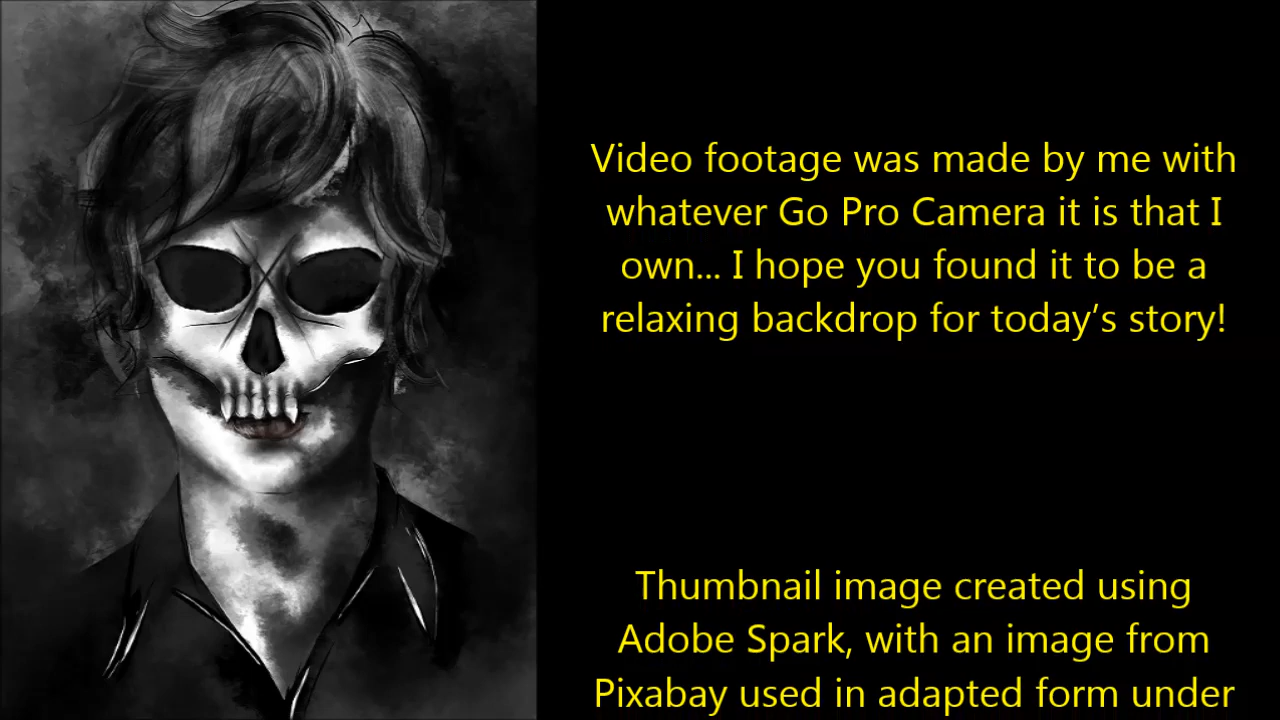 Video footage was made by me with
whatever Go Pro Camera it is that I
own... I hope you found it to be a
relaxing backdrop for today’s story!
Thumbnail image created using
Adobe Spark, with an image from
Pixabay used in adapted form under